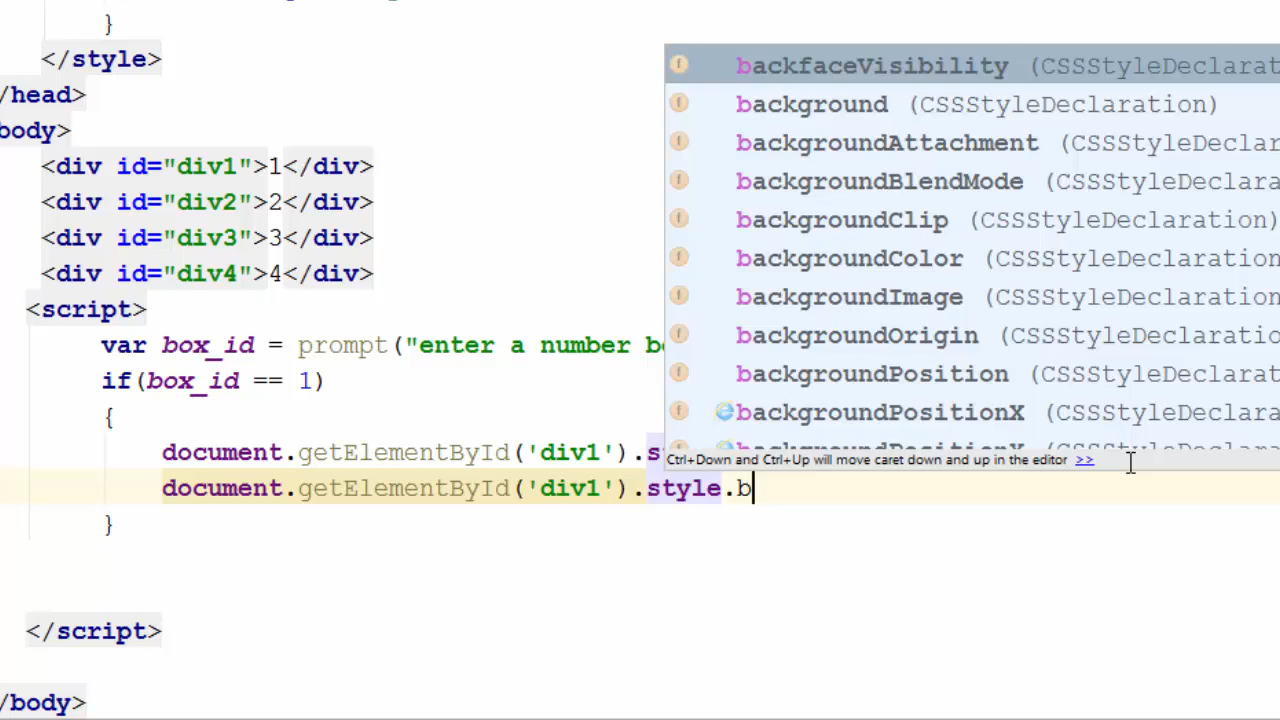 }
</style>
/head>
body>
<div id="div1">1</div>
<div id="div2">2</div>
<div id="div3">3</div>
<div id="div4">4</div>
<script>
var box_id = prompt("enter a number
if(box_id == 1)
{
document.getElementById('div1').
document.getElementById('div1').style.b
}
</script>
/body>
backfaceVisibility (CSSStyleDeclarat
background (CSSStyleDeclaration)
backgroundAttachment (CSSStyleDeclar
backgroundBlendMode (CSSStyleDeclara
backgroundClip (CSSStyleDeclaration)
backgroundColor (CSSStyleDeclaration
backgroundImage (CSSStyleDeclaration
backgroundOrigin (CSSStyleDeclaratio
backgroundPosition (CSSStyleDeclarat
backgroundPositionX (CSSStyleDeclara
Ctrl+Down and Ctrl+Up will move caret down and up in the editor >>